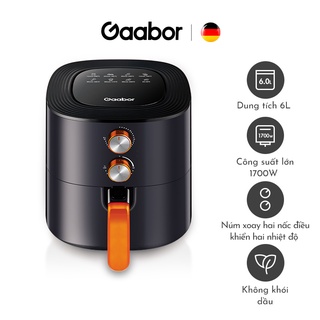 Gaabor
Gaabor
6.0L
Dung tích 6L
1700w
Công suất lớn
1700W
Núm xoay hai nấc điều
khiển hai nhiệt độ
Không khói
dầu